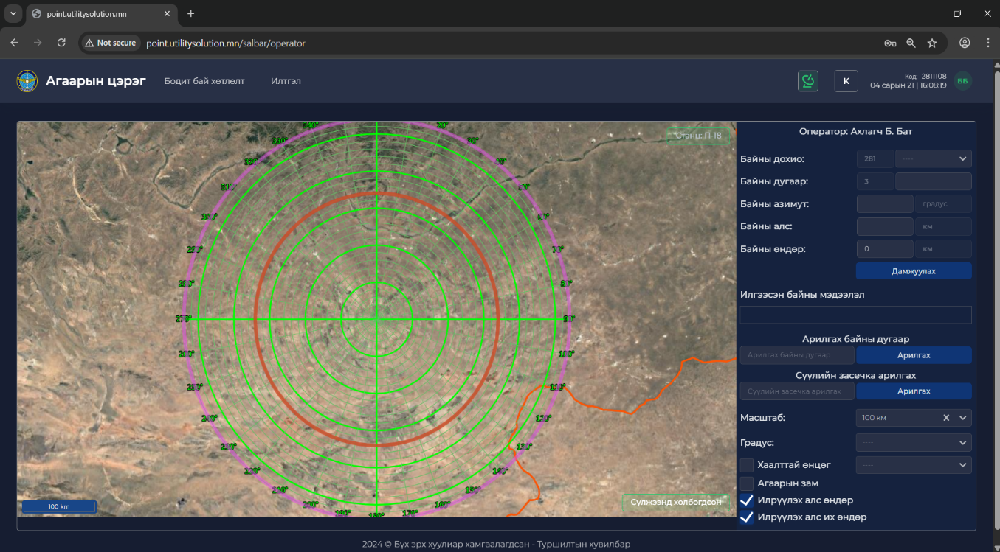 point.utilitysolution.mn
Not secure
point.utilitysolution.mn/salbar/operator
Агаарын цэрэг
Бодит бай хөтлөлт
Илтгэл
K
Код: 2811108
04 сарын 21 | 16:08:19
ББ
Станц: П-18
340°
20°
330°
30°
320°
40°
310°
50°
300°
60°
290°
70°
280°
80°
270°
90°
260°
100°
250°
110°
240°
120°
230°
130°
220°
140°
210°
150°
200°
160°
190°
180°
170°
100 km
Сүлжээнд холбогдсон
Оператор: Ахлагч Б. Бат
Байны дохио: 281 ----
Байны дугаар: 3
Байны азимут: градус
Байны алс: км
Байны өндөр: 0 км
Дамжуулах
Илгээсэн байны мэдээлэл
Арилгах байны дугаар
Арилгах байны дугаар Арилгах
Сүүлийн засечка арилгах
Сүүлийн засечка арилгах Арилгах
Масштаб: 100 км
Градус: ----
Хаалттай өнцөг ----
Агаарын зам
Илрүүлэх алс өндөр
Илрүүлэх алс их өндөр
2024 © Бүх эрх хуулиар хамгаалагдсан - Туршилтын хувилбар